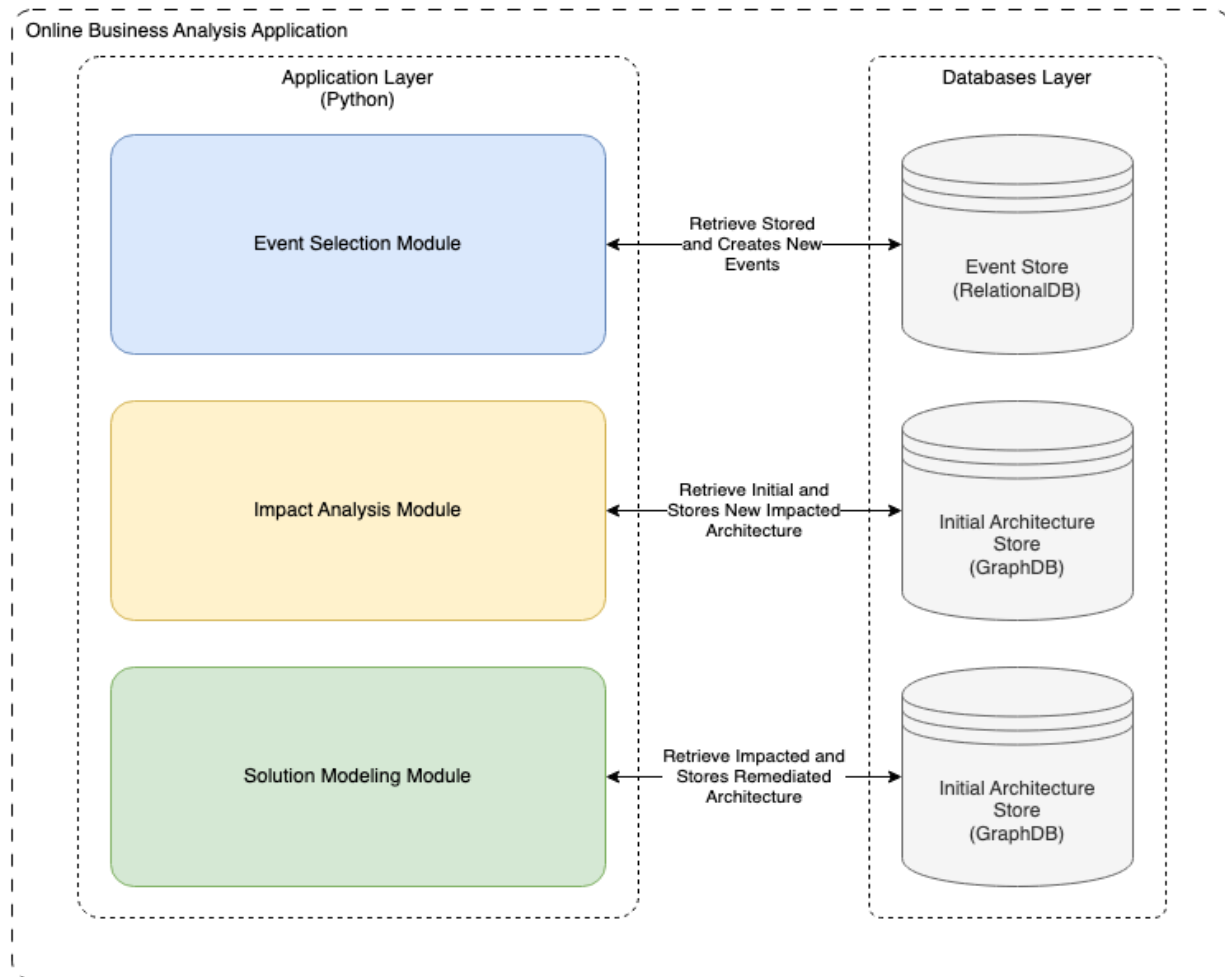 Online Business Analysis Application
Application Layer
(Python)
Databases Layer
Event Selection Module
Retrieve Stored
and Creates New
Events
Event Store
(RelationalDB)
Impact Analysis Module
Retrieve Initial and
Stores New Impacted
Architecture
Initial Architecture
Store
(GraphDB)
Solution Modeling Module
Retrieve Impacted and
Stores Remediated
Architecture
Initial Architecture
Store
(GraphDB)